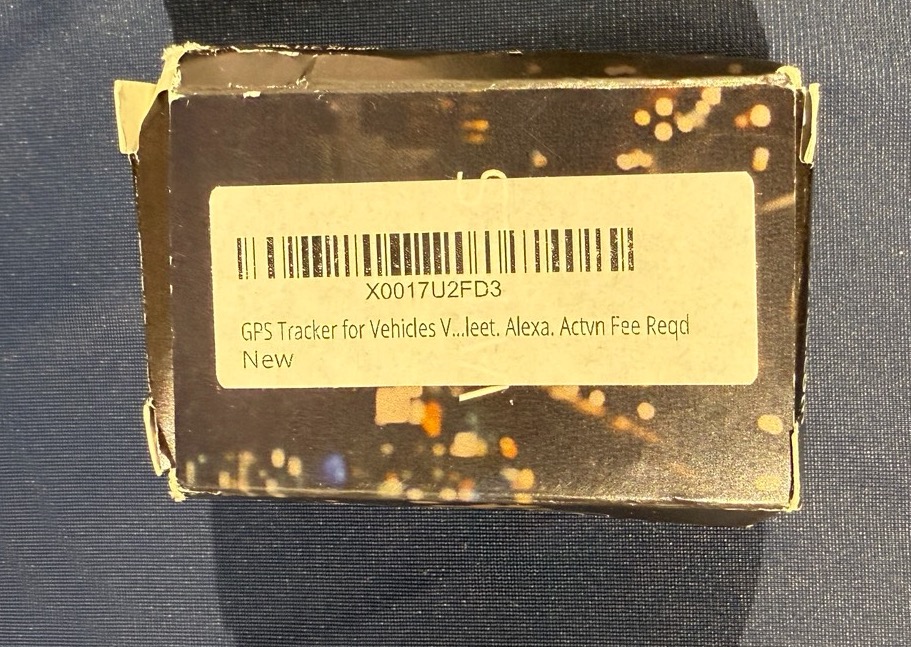 X0017U2FD3
GPS Tracker for Vehicles V...leet. Alexa. Actvn Fee Reqd
New